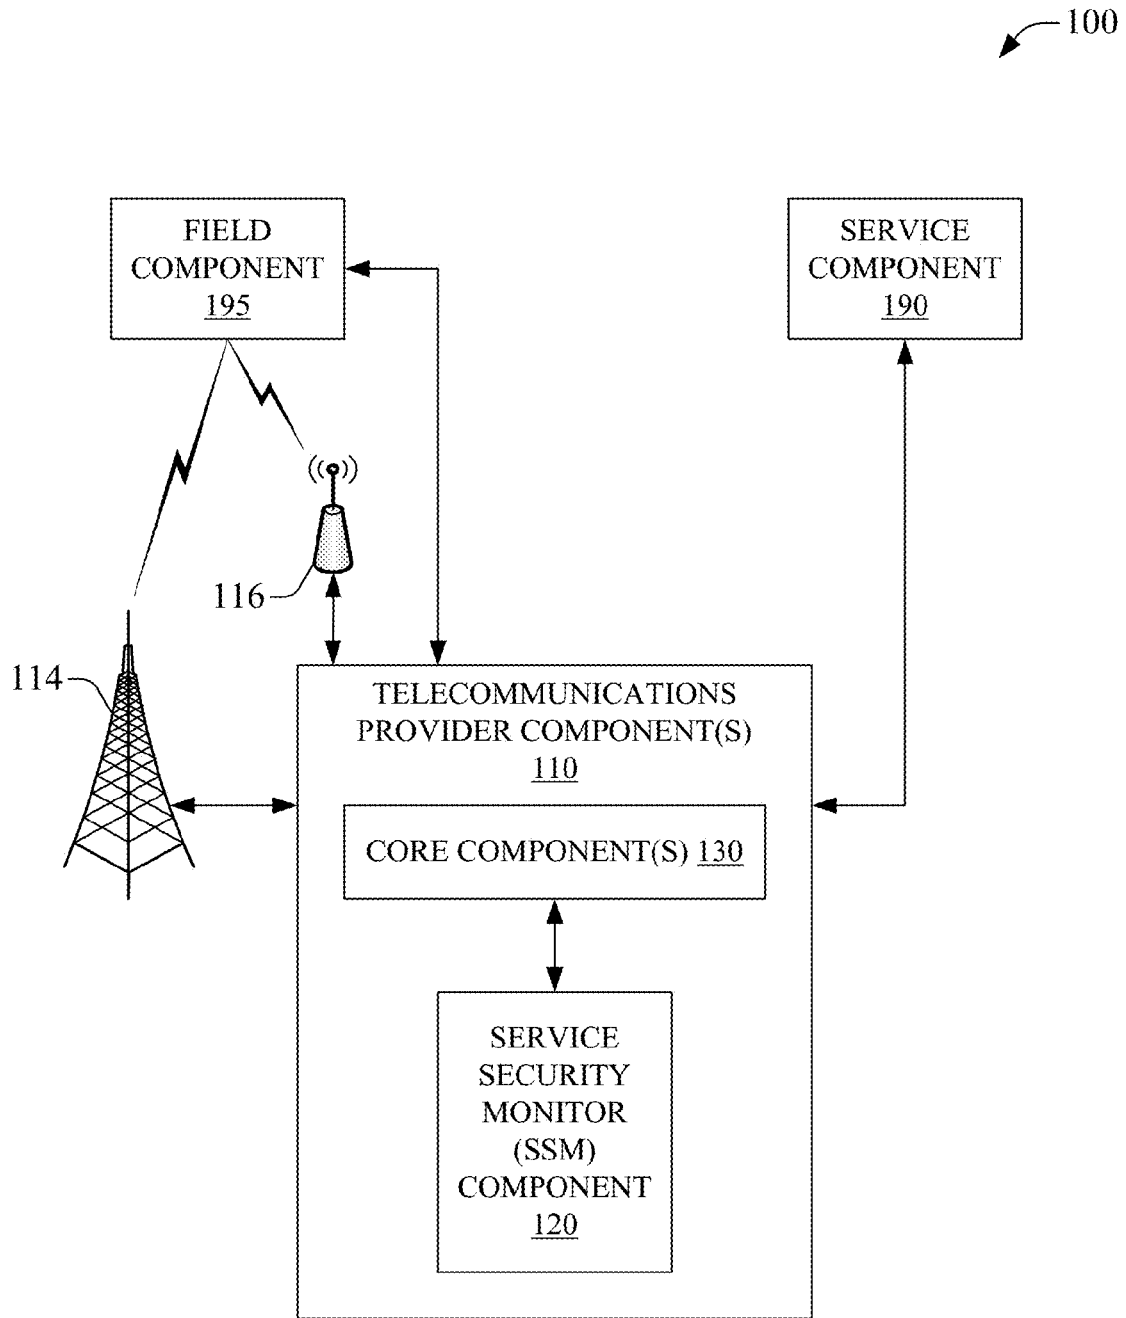 100
FIELD
COMPONENT
195
SERVICE
COMPONENT
190
116
114
TELECOMMUNICATIONS
PROVIDER COMPONENT(S)
110
CORE COMPONENT(S) 130
SERVICE
SECURITY
MONITOR
(SSM)
COMPONENT
120